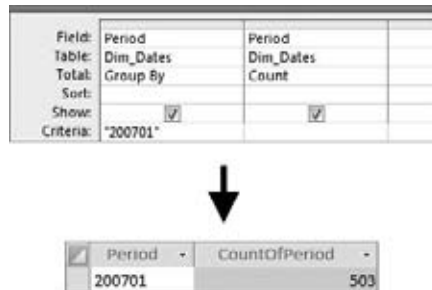 Field: Period Period
Table: Dim_Dates Dim_Dates
Total: Group By Count
Sort:
Show:
Criteria: "200701"
Period CountOfPeriod
200701 503